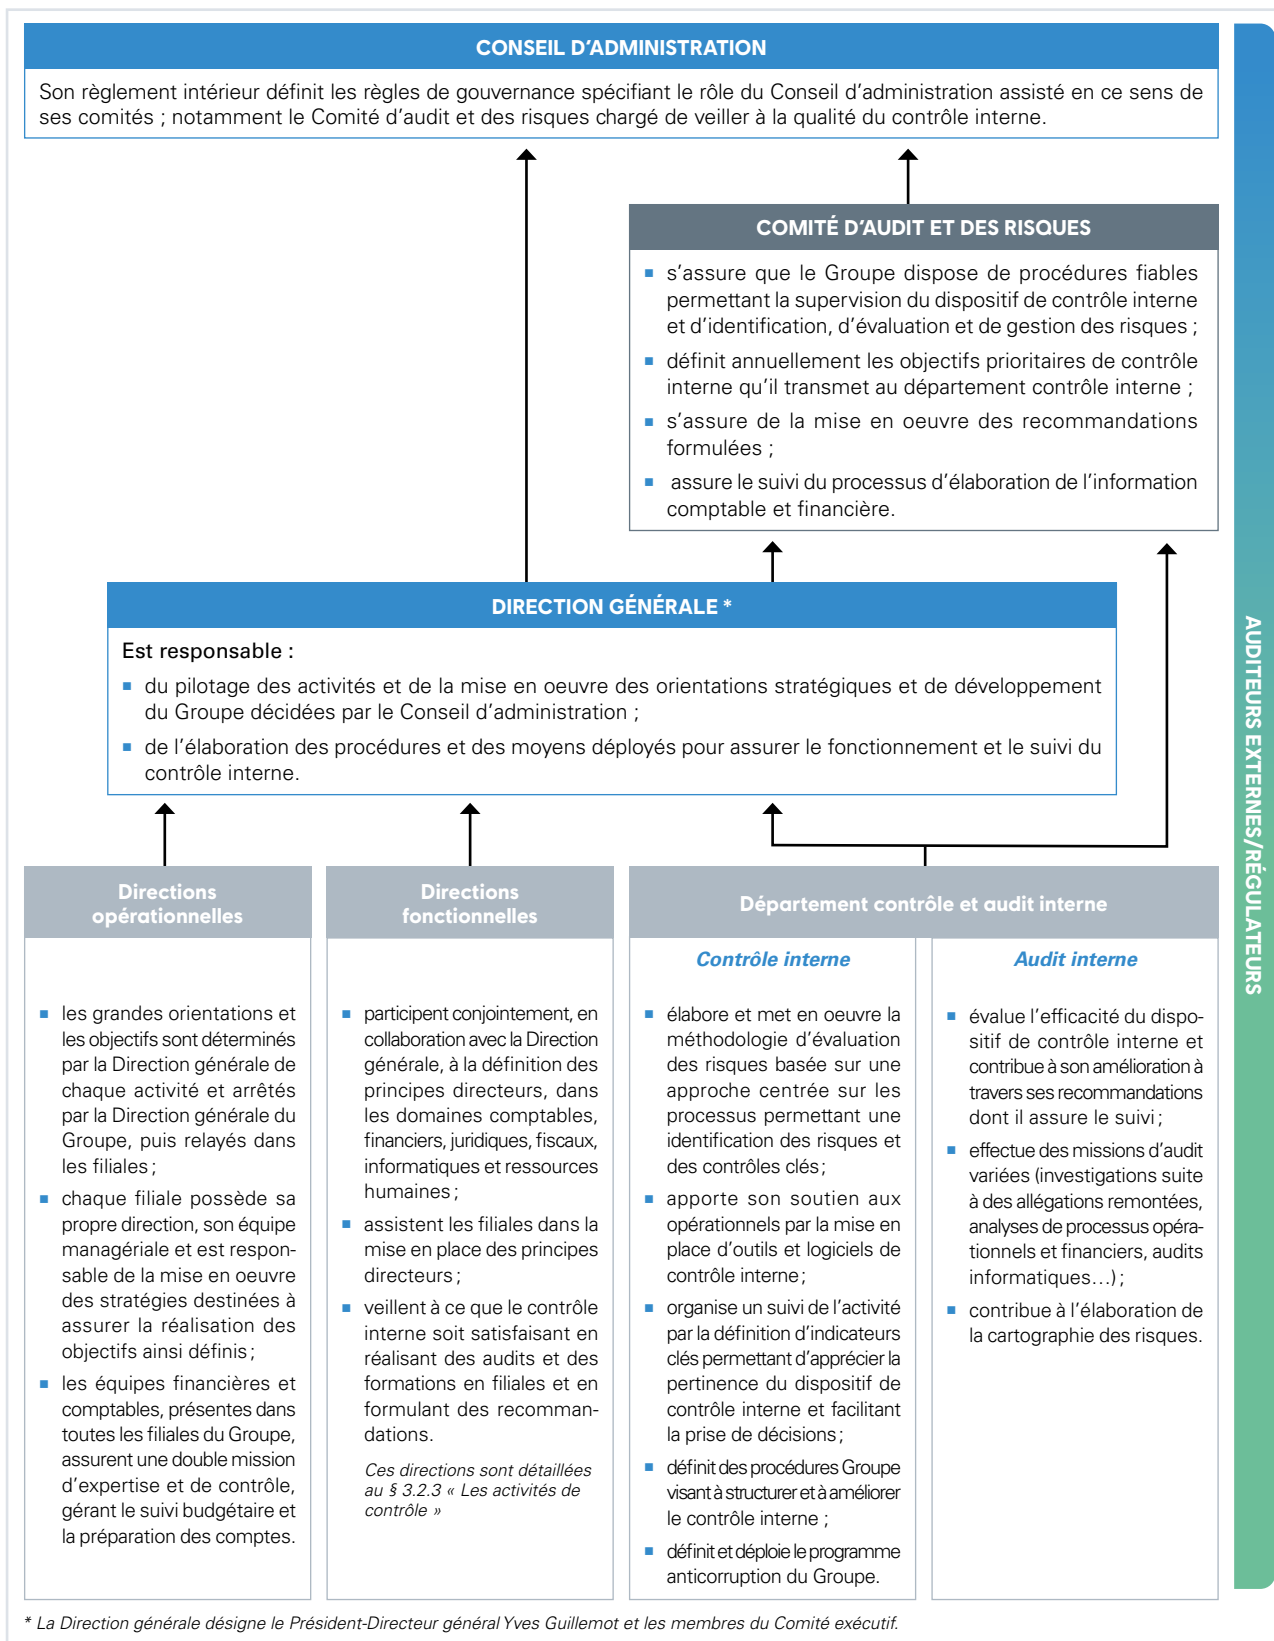 CONSEIL D'ADMINISTRATION
Son règlement intérieur définit les règles de gouvernance spécifiant le rôle du Conseil d'administration assisté en ce sens de
ses comités ; notamment le Comité d'audit et des risques chargé de veiller à la qualité du contrôle interne.
COMITÉ D'AUDIT ET DES RISQUES
▪ s'assure que le Groupe dispose de procédures fiables
permettant la supervision du dispositif de contrôle interne
et d'identification, d'évaluation et de gestion des risques ;
▪ définit annuellement les objectifs prioritaires de contrôle
interne qu'il transmet au département contrôle interne ;
▪ s'assure de la mise en oeuvre des recommandations
formulées ;
▪ assure le suivi du processus d'élaboration de l'information
comptable et financière.
DIRECTION GÉNÉRALE *
Est responsable :
▪ du pilotage des activités et de la mise en oeuvre des orientations stratégiques et de développement
du Groupe décidées par le Conseil d'administration ;
▪ de l'élaboration des procédures et des moyens déployés pour assurer le fonctionnement et le suivi du
contrôle interne.
Directions
opérationnelles
▪ les grandes orientations et
les objectifs sont déterminés
par la Direction générale de
chaque activité et arrêtés
par la Direction générale du
Groupe, puis relayés dans
les filiales ;
▪ chaque filiale possède sa
propre direction, son équipe
managériale et est respon-
sable de la mise en oeuvre
des stratégies destinées à
assurer la réalisation des
objectifs ainsi définis ;
▪ les équipes financières et
comptables, présentes dans
toutes les filiales du Groupe,
assurent une double mission
d'expertise et de contrôle,
gérant le suivi budgétaire et
la préparation des comptes.
Directions
fonctionnelles
▪ participent conjointement, en
collaboration avec la Direction
générale, à la définition des
principes directeurs, dans
les domaines comptables,
financiers, juridiques, fiscaux,
informatiques et ressources
humaines ;
▪ assistent les filiales dans la
mise en place des principes
directeurs ;
▪ veillent à ce que le contrôle
interne soit satisfaisant en
réalisant des audits et des
formations en filiales et en
formulant des recomman-
dations.
Ces directions sont détaillées
au § 3.2.3 « Les activités de
contrôle »
Département contrôle et audit interne
Contrôle interne
▪ élabore et met en oeuvre la
méthodologie d'évaluation
des risques basée sur une
approche centrée sur les
processus permettant une
identification des risques et
des contrôles clés ;
▪ apporte son soutien aux
opérationnels par la mise en
place d'outils et logiciels de
contrôle interne ;
▪ organise un suivi de l'activité
par la définition d'indicateurs
clés permettant d'apprécier la
pertinence du dispositif de
contrôle interne et facilitant
la prise de décisions ;
▪ définit des procédures Groupe
visant à structurer et à améliorer
le contrôle interne ;
▪ définit et déploie le programme
anticorruption du Groupe.
Audit interne
▪ évalue l'efficacité du dispo-
sitif de contrôle interne et
contribue à son amélioration à
travers ses recommandations
dont il assure le suivi ;
▪ effectue des missions d'audit
variées (investigations suite
à des allégations remontées,
analyses de processus opéra-
tionnels et financiers, audits
informatiques…) ;
▪ contribue à l'élaboration de
la cartographie des risques.
AUDITEURS EXTERNES/RÉGULATEURS
* La Direction générale désigne le Président-Directeur général Yves Guillemot et les membres du Comité exécutif.